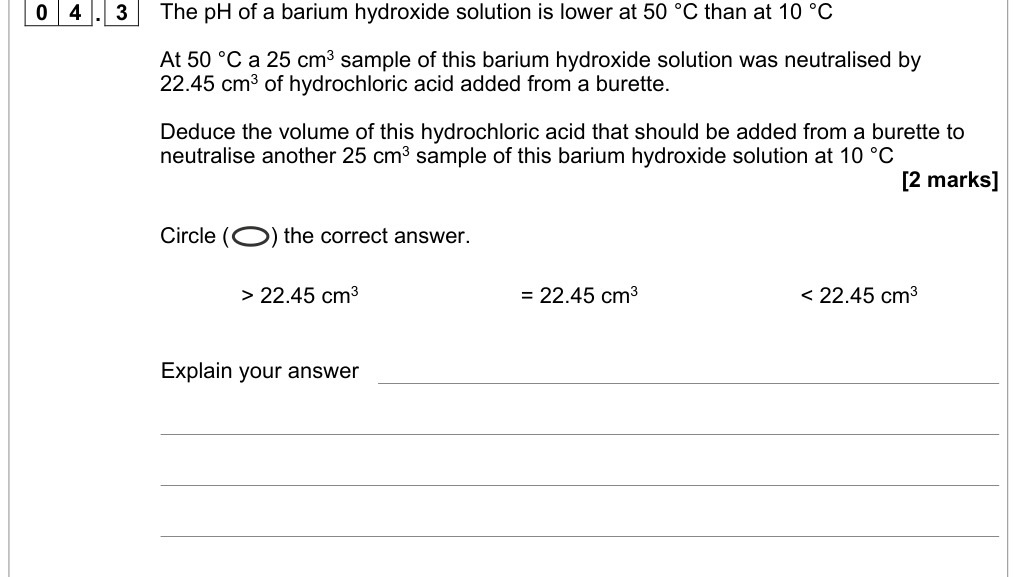 0 4 . 3 The pH of a barium hydroxide solution is lower at 50 °C than at 10 °C
At 50 °C a 25 cm³ sample of this barium hydroxide solution was neutralised by
22.45 cm³ of hydrochloric acid added from a burette.
Deduce the volume of this hydrochloric acid that should be added from a burette to
neutralise another 25 cm³ sample of this barium hydroxide solution at 10 °C
[2 marks]
Circle ( ) the correct answer.
> 22.45 cm³ = 22.45 cm³ < 22.45 cm³
Explain your answer